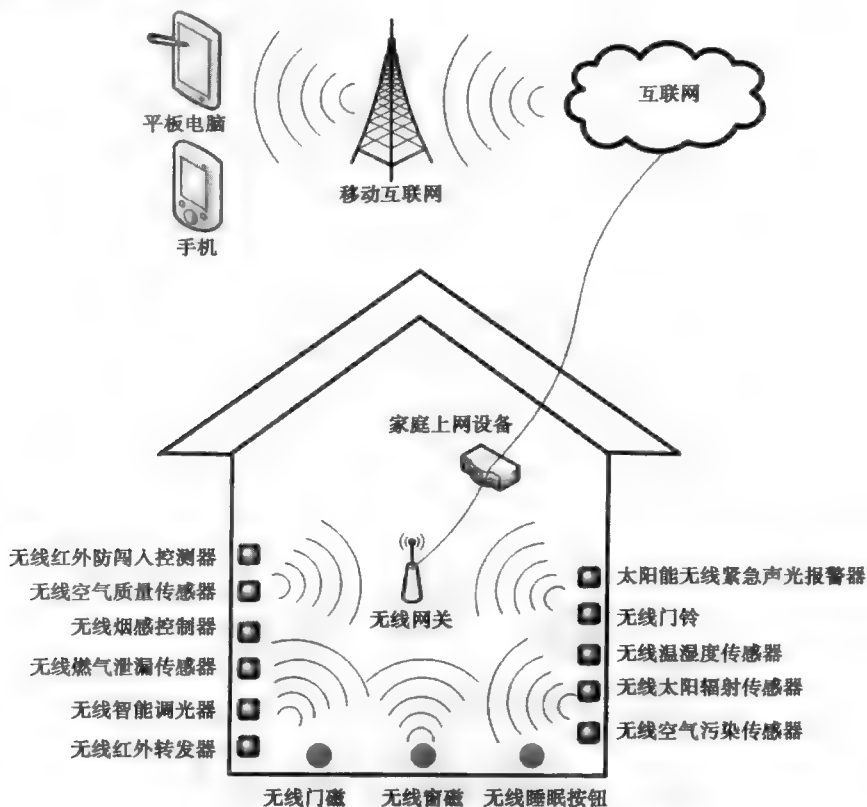 平板电脑
互联网
移动互联网
手机
家庭上网设备
无线红外防闯入控测器
无线空气质量传感器
无线烟感控制器
无线燃气泄漏传感器
无线智能调光器
无线红外转发器
无线网关
太阳能无线紧急声光报警器
无线门铃
无线温湿度传感器
无线太阳辐射传感器
无线空气污染传感器
无线门磁
无线窗磁
无线睡眠按钮